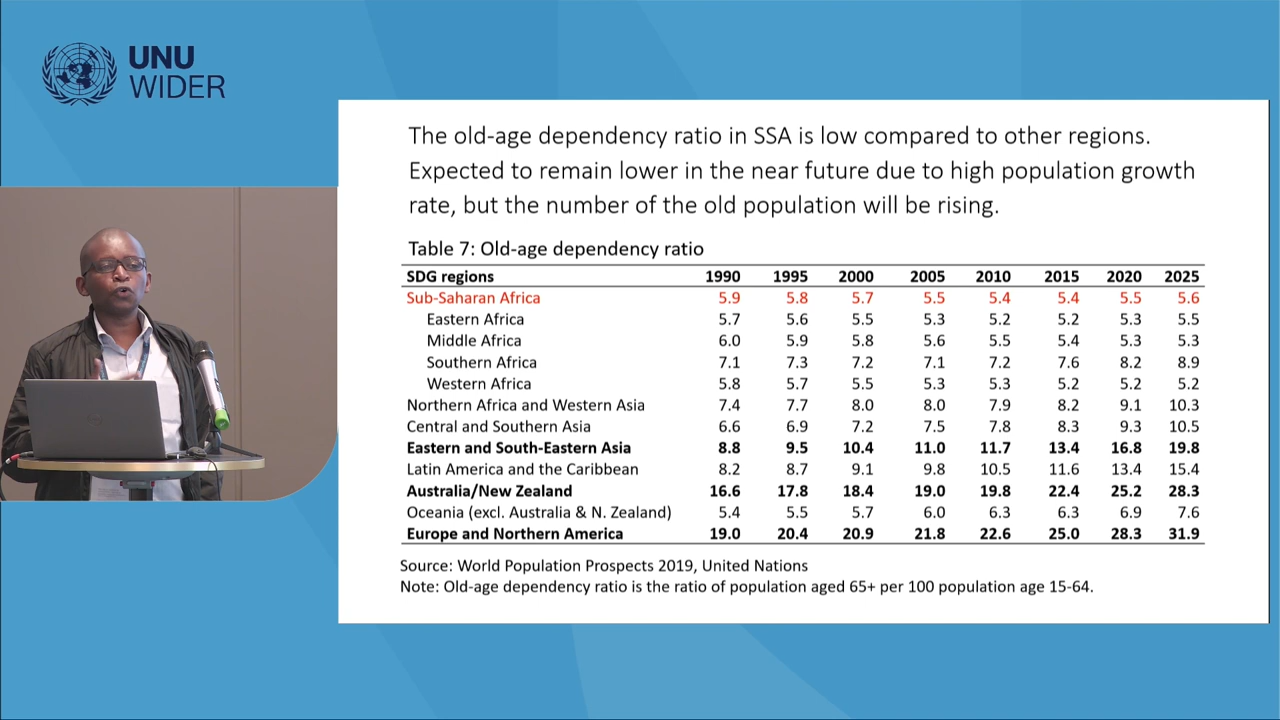 UNU
WIDER
The old-age dependency ratio in SSA is low compared to other regions.
Expected to remain lower in the near future due to high population growth
rate, but the number of the old population will be rising.
Table 7: Old-age dependency ratio
SDG regions 1990 1995 2000 2005 2010 2015 2020 2025
Sub-Saharan Africa 5.9 5.8 5.7 5.5 5.4 5.4 5.5 5.6
Eastern Africa 5.7 5.6 5.5 5.3 5.2 5.2 5.3 5.5
Middle Africa 6.0 5.9 5.8 5.6 5.5 5.4 5.3 5.3
Southern Africa 7.1 7.3 7.2 7.1 7.2 7.6 8.2 8.9
Western Africa 5.8 5.7 5.5 5.3 5.3 5.2 5.2 5.2
Northern Africa and Western Asia 7.4 7.7 8.0 8.0 7.9 8.2 9.1 10.3
Central and Southern Asia 6.6 6.9 7.2 7.5 7.8 8.3 9.3 10.5
Eastern and South-Eastern Asia 8.8 9.5 10.4 11.0 11.7 13.4 16.8 19.8
Latin America and the Caribbean 8.2 8.7 9.1 9.8 10.5 11.6 13.4 15.4
Australia/New Zealand 16.6 17.8 18.4 19.0 19.8 22.4 25.2 28.3
Oceania (excl. Australia & N. Zealand) 5.4 5.5 5.7 6.0 6.3 6.3 6.9 7.6
Europe and Northern America 19.0 20.4 20.9 21.8 22.6 25.0 28.3 31.9
Source: World Population Prospects 2019, United Nations
Note: Old-age dependency ratio is the ratio of population aged 65+ per 100 population age 15-64.